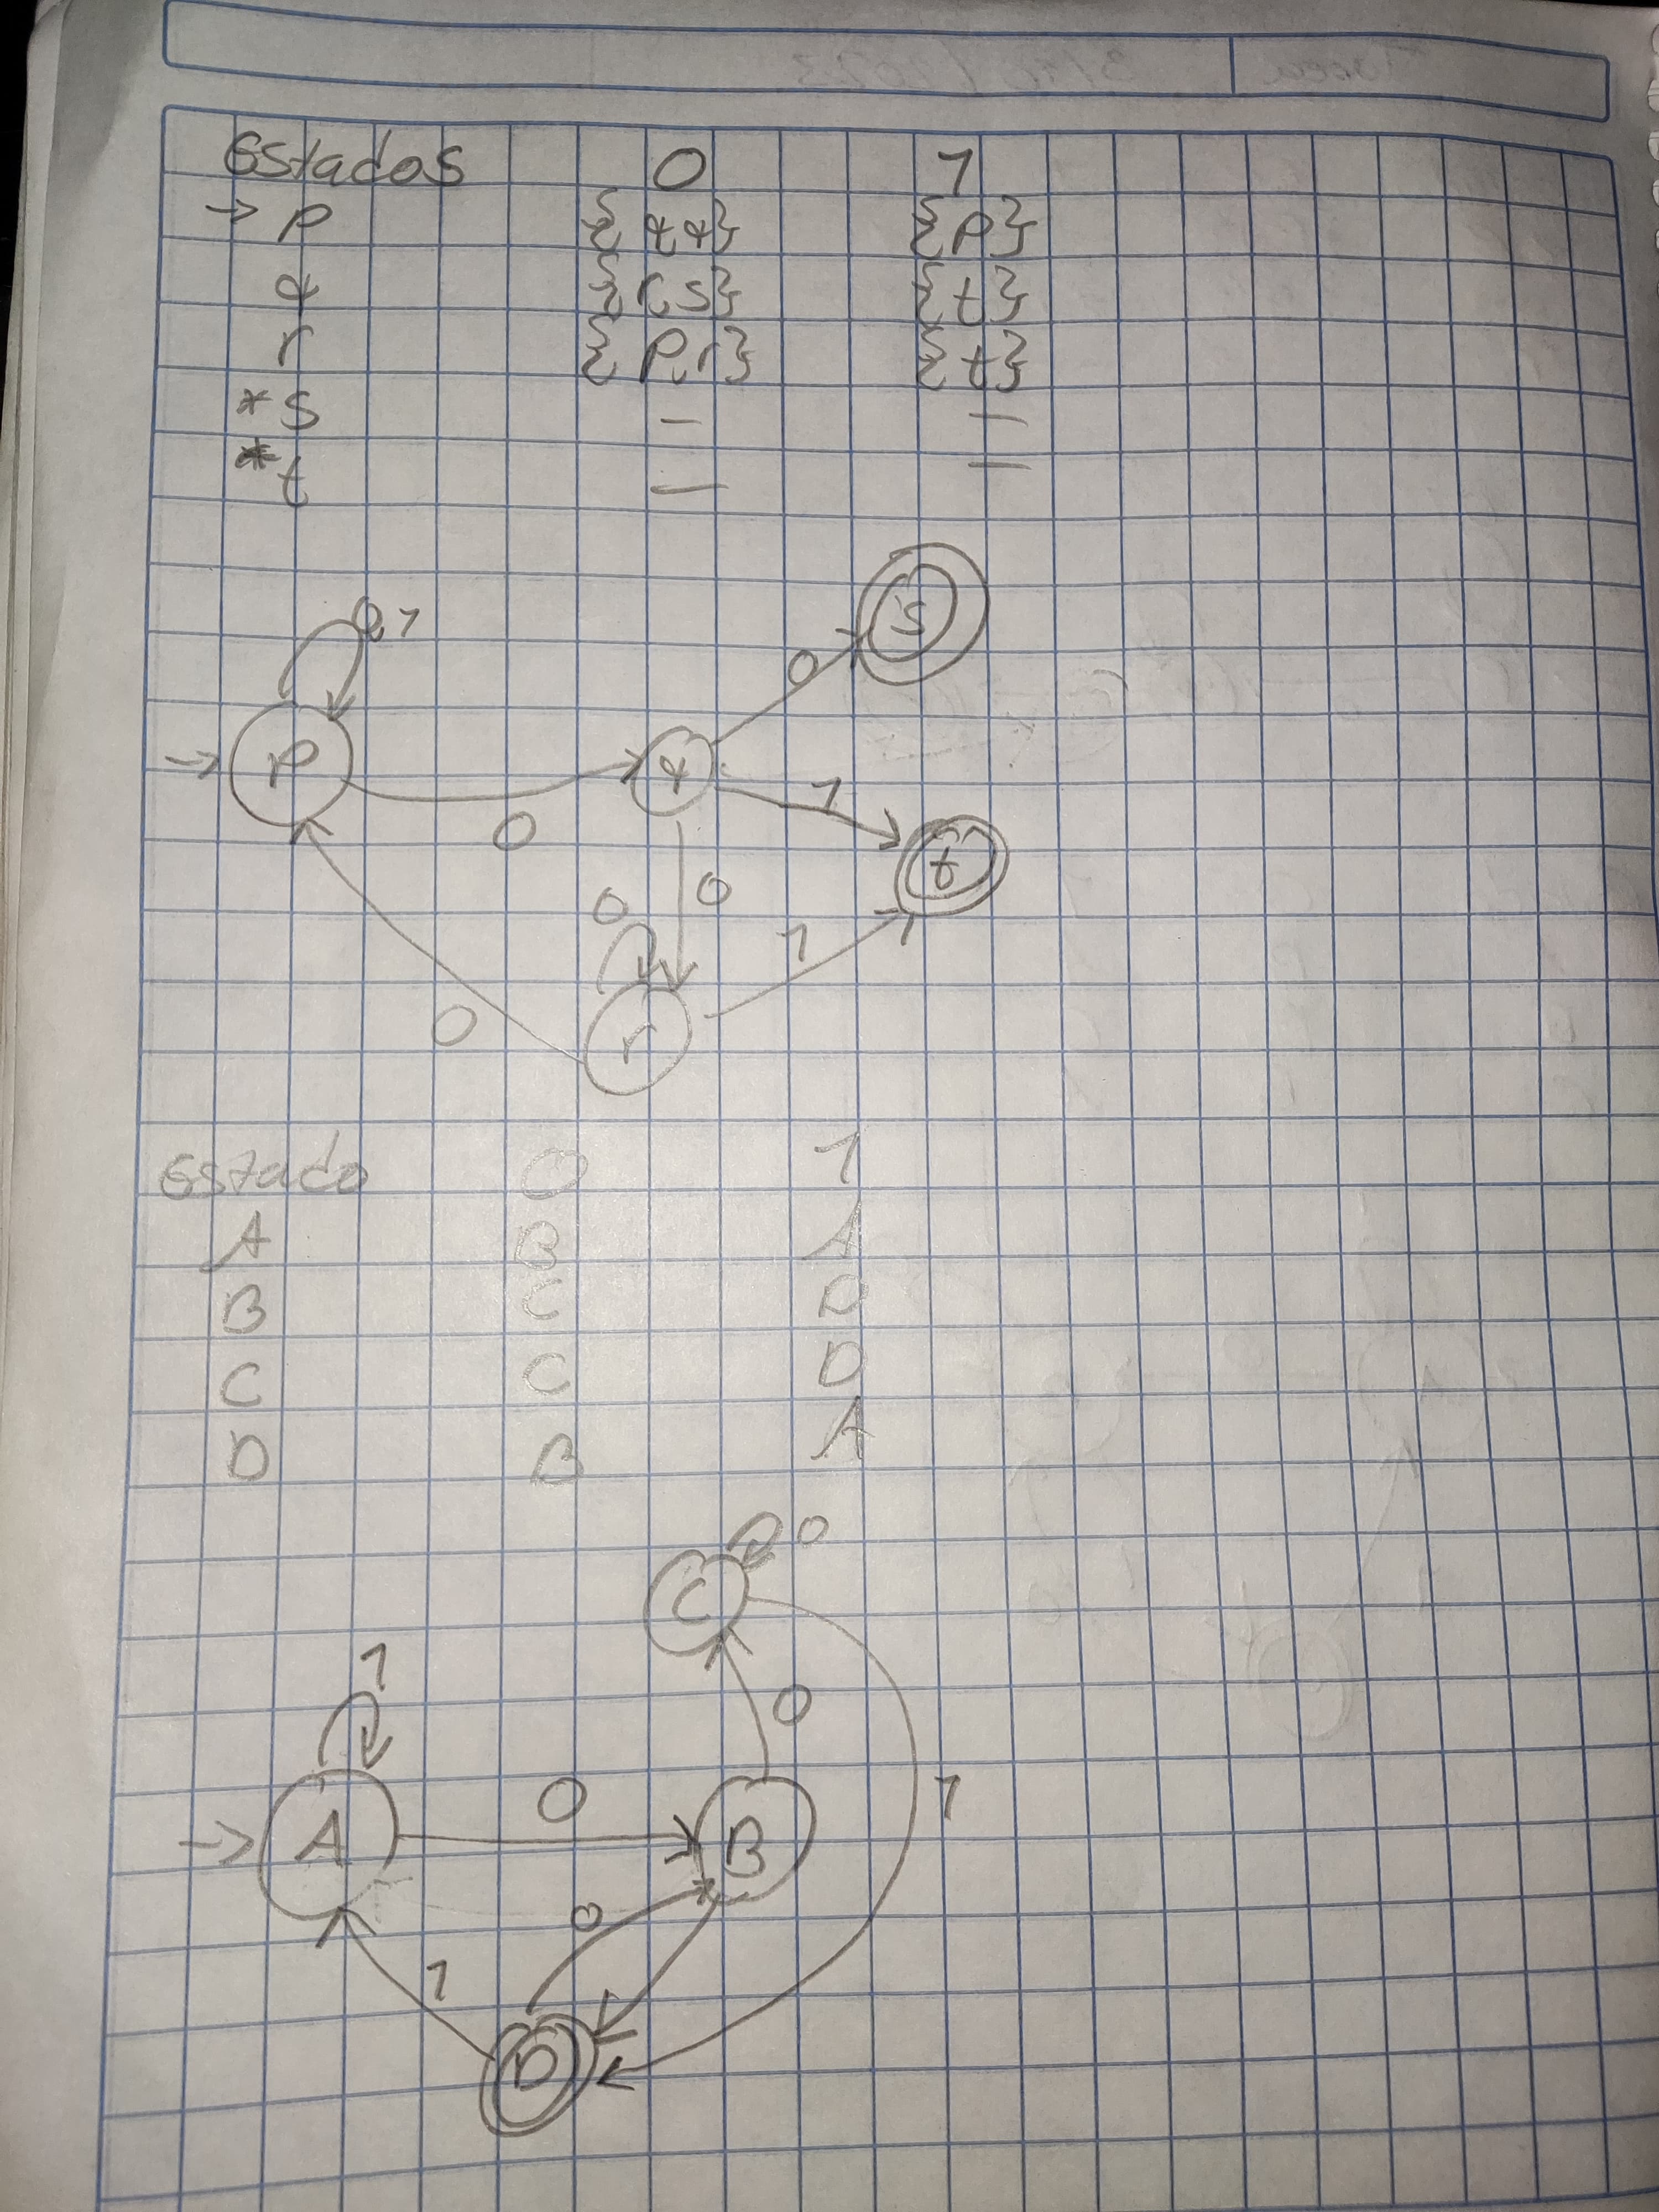 Estados 0 1
→ p {q,q} {p}
q {r,s} {t}
r {p,r} {t}
*s - -
*t - -
0,1
s
0
→ p
q
1
0
t
0
0
1
0
r
Estado 0 1
A B A
B C D
C C D
D B A
0
C
1
0
0
1
→ A
B
0
1
D